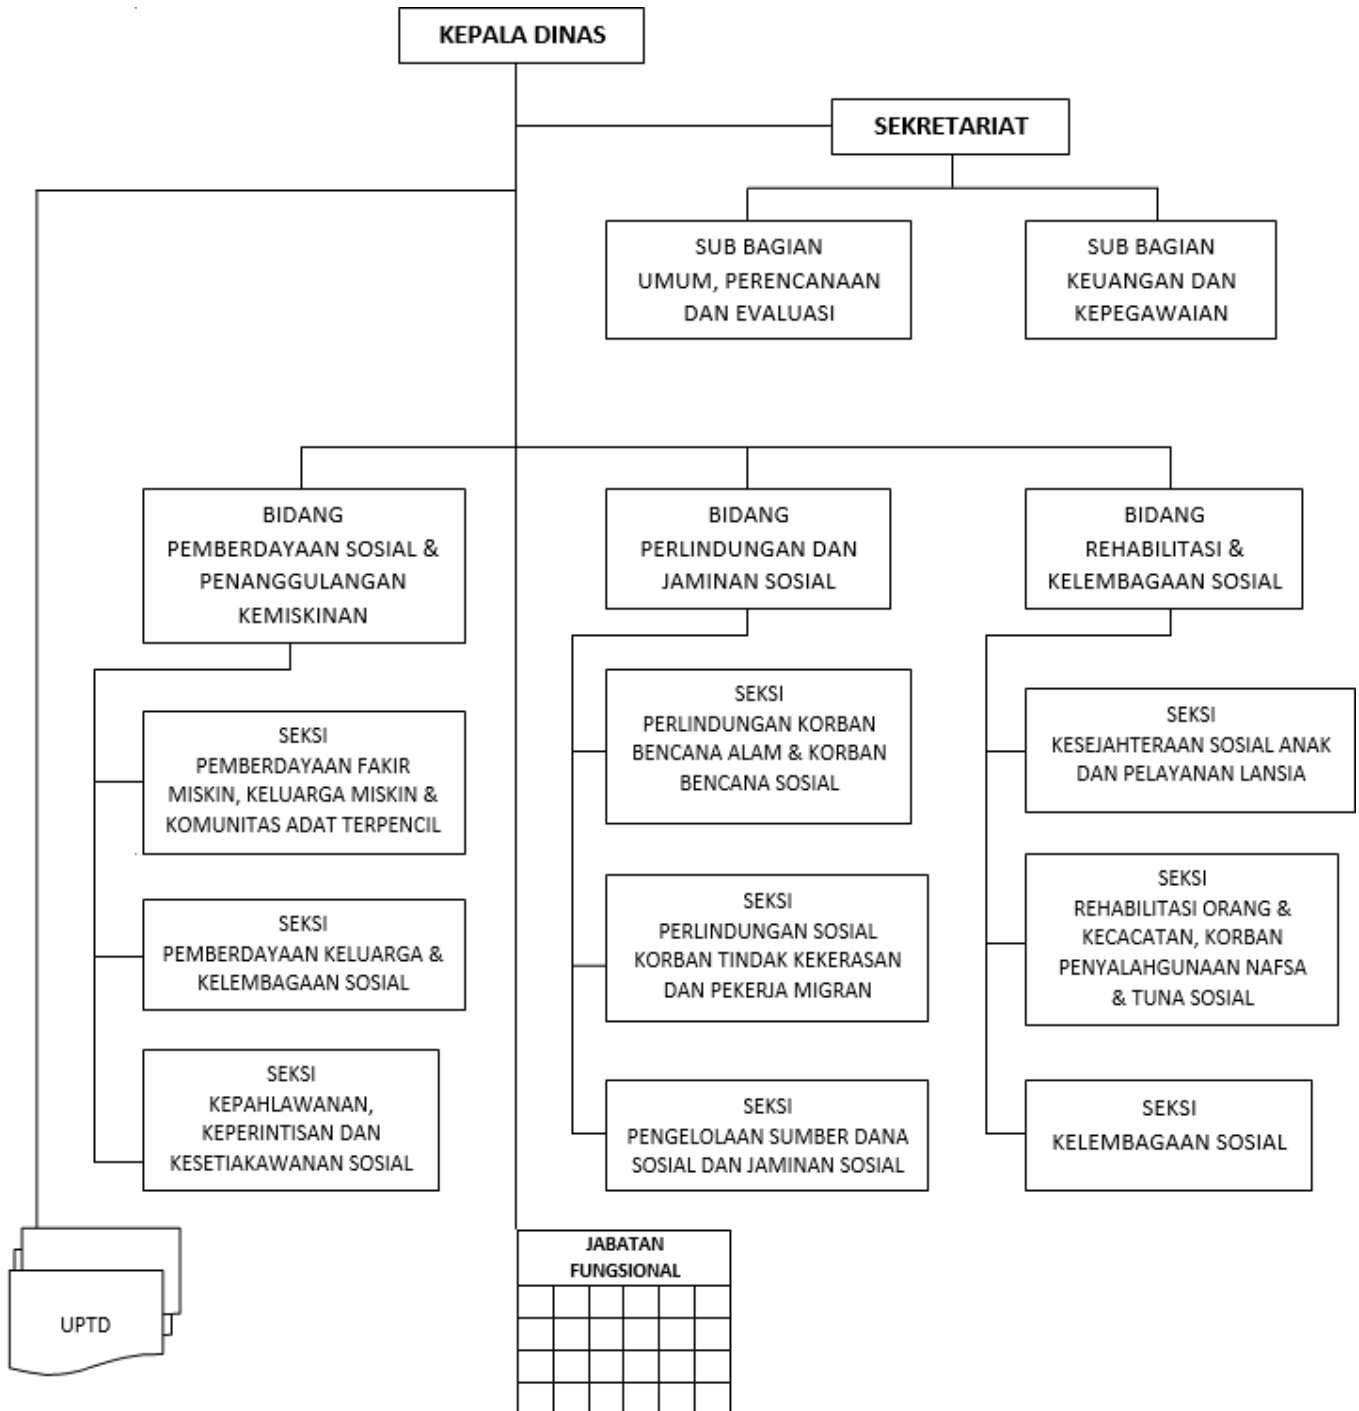 KEPALA DINAS
SEKRETARIAT
SUB BAGIAN
UMUM, PERENCANAAN
DAN EVALUASI
SUB BAGIAN
KEUANGAN DAN
KEPEGAWAIAN
BIDANG
PEMBERDAYAAN SOSIAL &
PENANGGULANGAN
KEMISKINAN
BIDANG
PERLINDUNGAN DAN
JAMINAN SOSIAL
BIDANG
REHABILITASI &
KELEMBAGAAN SOSIAL
SEKSI
PEMBERDAYAAN FAKIR
MISKIN, KELUARGA MISKIN &
KOMUNITAS ADAT TERPENCIL
SEKSI
PEMBERDAYAAN KELUARGA &
KELEMBAGAAN SOSIAL
SEKSI
KEPAHLAWANAN,
KEPERINTISAN DAN
KESETIAKAWANAN SOSIAL
SEKSI
PERLINDUNGAN KORBAN
BENCANA ALAM & KORBAN
BENCANA SOSIAL
SEKSI
PERLINDUNGAN SOSIAL
KORBAN TINDAK KEKERASAN
DAN PEKERJA MIGRAN
SEKSI
PENGELOLAAN SUMBER DANA
SOSIAL DAN JAMINAN SOSIAL
SEKSI
KESEJAHTERAAN SOSIAL ANAK
DAN PELAYANAN LANSIA
SEKSI
REHABILITASI ORANG &
KECACATAN, KORBAN
PENYALAHGUNAAN NAFSA
& TUNA SOSIAL
SEKSI
KELEMBAGAAN SOSIAL
UPTD
JABATAN
FUNGSIONAL